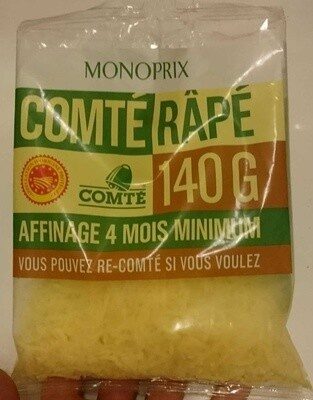 MONOPRIX
COMTÉ RÂPÉ
COMTÉ
140 G
AFFINAGE 4 MOIS MINIMUM
VOUS POUVEZ RE-COMTÉ SI VOUS VOULEZ